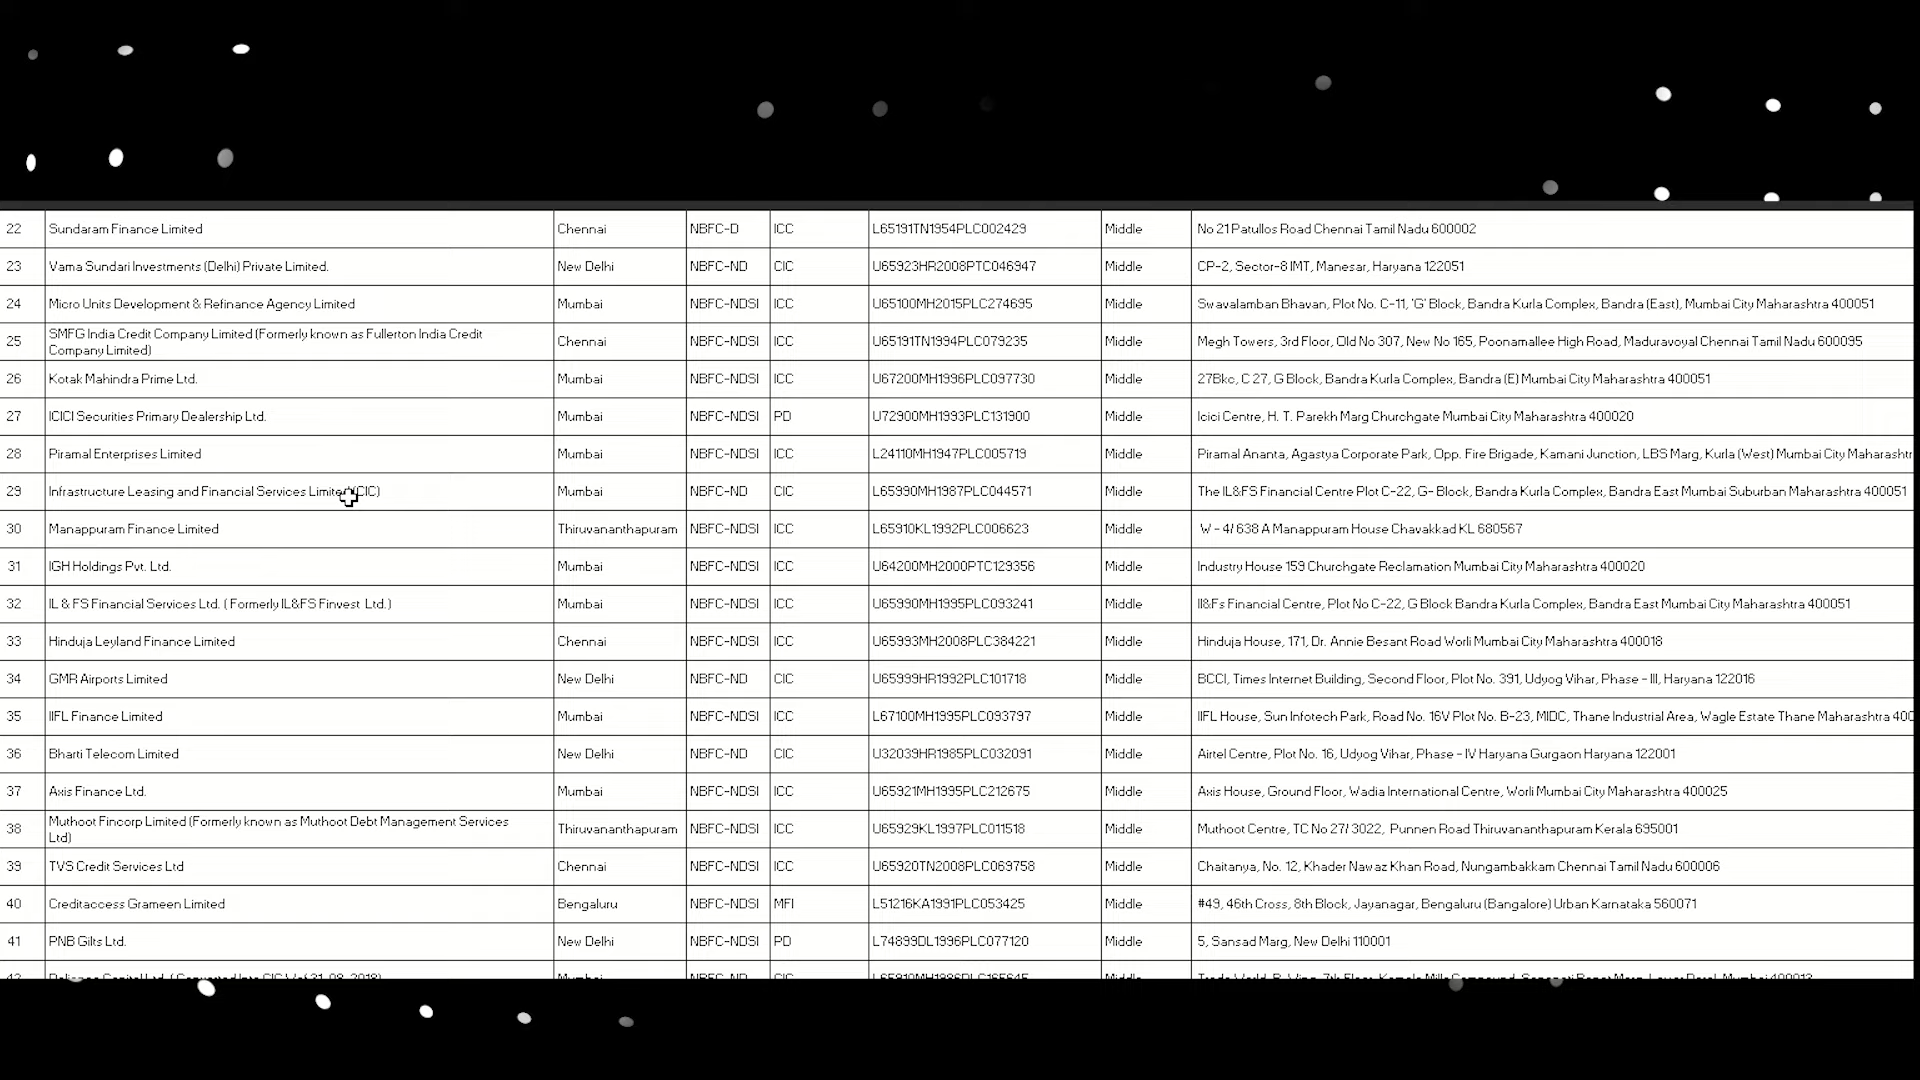 22 Sundaram Finance Limited Chennai NBFC-D ICC L65191TN1954PLC002429 Middle No 21 Patullos Road Chennai Tamil Nadu 600002
23 Vama Sundari Investments (Delhi) Private Limited. New Delhi NBFC-ND CIC U65923HR2008PTC046947 Middle CP-2, Sector-8 IMT, Manesar, Haryana 122051
24 Micro Units Development & Refinance Agency Limited Mumbai NBFC-NDSI ICC U65100MH2015PLC274695 Middle Swavalamban Bhavan, Plot No. C-11, 'G' Block, Bandra Kurla Complex, Bandra (East), Mumbai City Maharashtra 400051
25 SMFG India Credit Company Limited (Formerly known as Fullerton India Credit
Company Limited) Chennai NBFC-NDSI ICC U65191TN1994PLC079235 Middle Megh Towers, 3rd Floor, Old No 307, New No 165, Poonamallee High Road, Maduravoyal Chennai Tamil Nadu 600095
26 Kotak Mahindra Prime Ltd. Mumbai NBFC-NDSI ICC U67200MH1996PLC097730 Middle 27Bkc, C 27, G Block, Bandra Kurla Complex, Bandra (E) Mumbai City Maharashtra 400051
27 ICICI Securities Primary Dealership Ltd. Mumbai NBFC-NDSI PD U72900MH1993PLC131900 Middle Icici Centre, H. T. Parekh Marg Churchgate Mumbai City Maharashtra 400020
28 Piramal Enterprises Limited Mumbai NBFC-NDSI ICC L24110MH1947PLC005719 Middle Piramal Ananta, Agastya Corporate Park, Opp. Fire Brigade, Kamani Junction, LBS Marg, Kurla (West) Mumbai City Maharashtr
29 Infrastructure Leasing and Financial Services Limited (CIC) Mumbai NBFC-ND CIC L65990MH1987PLC044571 Middle The IL&FS Financial Centre Plot C-22, G- Block, Bandra Kurla Complex, Bandra East Mumbai Suburban Maharashtra 400051
30 Manappuram Finance Limited Thiruvananthapuram NBFC-NDSI ICC L65910KL1992PLC006623 Middle W - 4/ 638 A Manappuram House Chavakkad KL 680567
31 IGH Holdings Pvt. Ltd. Mumbai NBFC-NDSI ICC U64200MH2000PTC129356 Middle Industry House 159 Churchgate Reclamation Mumbai City Maharashtra 400020
32 IL & FS Financial Services Ltd. ( Formerly IL&FS Finvest Ltd.) Mumbai NBFC-NDSI ICC U65990MH1995PLC093241 Middle Il&Fs Financial Centre, Plot No C-22, G Block Bandra Kurla Complex, Bandra East Mumbai City Maharashtra 400051
33 Hinduja Leyland Finance Limited Chennai NBFC-NDSI ICC U65993MH2008PLC384221 Middle Hinduja House, 171, Dr. Annie Besant Road Worli Mumbai City Maharashtra 400018
34 GMR Airports Limited New Delhi NBFC-ND CIC U65999HR1992PLC101718 Middle BCCI, Times Internet Building, Second Floor, Plot No. 391, Udyog Vihar, Phase - III, Haryana 122016
35 IIFL Finance Limited Mumbai NBFC-NDSI ICC L67100MH1995PLC093797 Middle IIFL House, Sun Infotech Park, Road No. 16V Plot No. B-23, MIDC, Thane Industrial Area, Wagle Estate Thane Maharashtra 400
36 Bharti Telecom Limited New Delhi NBFC-ND CIC U32039HR1985PLC032091 Middle Airtel Centre, Plot No. 16, Udyog Vihar, Phase - IV Haryana Gurgaon Haryana 122001
37 Axis Finance Ltd. Mumbai NBFC-NDSI ICC U65921MH1995PLC212675 Middle Axis House, Ground Floor, Wadia International Centre, Worli Mumbai City Maharashtra 400025
38 Muthoot Fincorp Limited (Formerly known as Muthoot Debt Management Services
Ltd) Thiruvananthapuram NBFC-NDSI ICC U65929KL1997PLC011518 Middle Muthoot Centre, TC No 27/ 3022, Punnen Road Thiruvananthapuram Kerala 695001
39 TVS Credit Services Ltd Chennai NBFC-NDSI ICC U65920TN2008PLC069758 Middle Chaitanya, No. 12, Khader Nawaz Khan Road, Nungambakkam Chennai Tamil Nadu 600006
40 Creditaccess Grameen Limited Bengaluru NBFC-NDSI MFI L51216KA1991PLC053425 Middle #49, 46th Cross, 8th Block, Jayanagar, Bengaluru (Bangalore) Urban Karnataka 560071
41 PNB Gilts Ltd. New Delhi NBFC-NDSI PD L74899DL1996PLC077120 Middle 5, Sansad Marg, New Delhi 110001